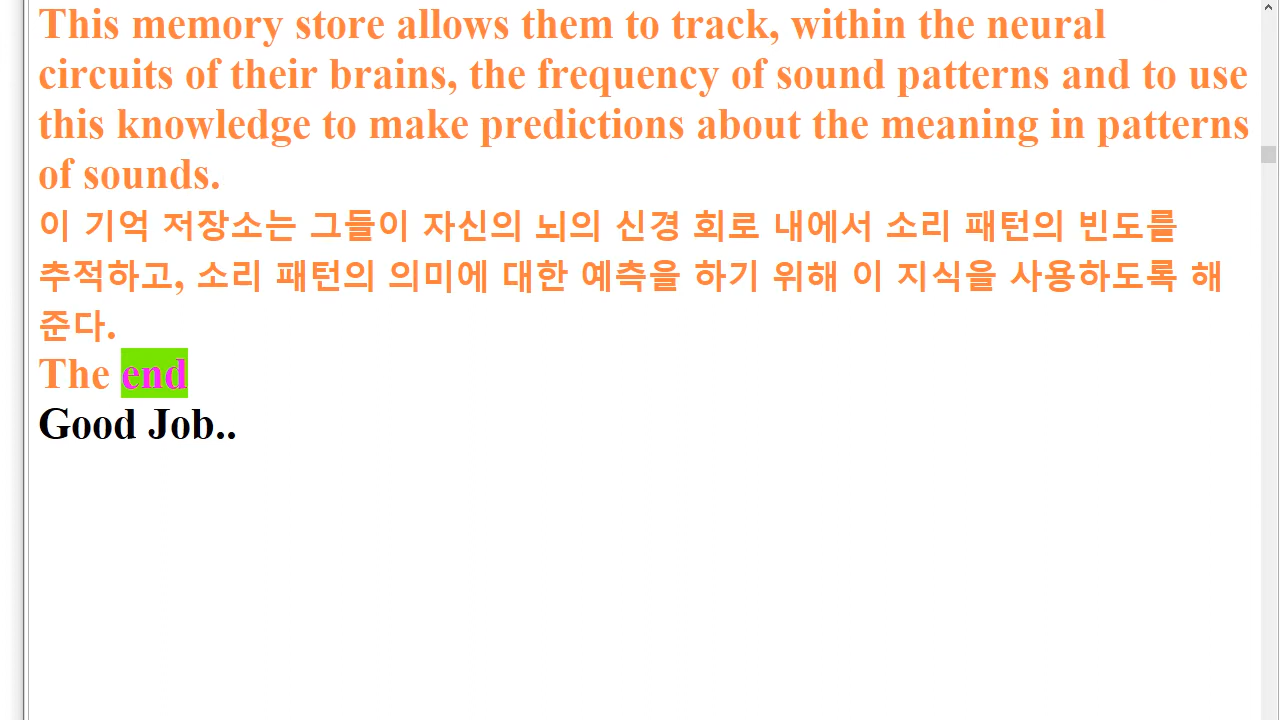 This memory store allows them to track, within the neural
circuits of their brains, the frequency of sound patterns and to use
this knowledge to make predictions about the meaning in patterns
of sounds.
이 기억 저장소는 그들이 자신의 뇌의 신경 회로 내에서 소리 패턴의 빈도를
추적하고, 소리 패턴의 의미에 대한 예측을 하기 위해 이 지식을 사용하도록 해
준다.
The end
Good Job..